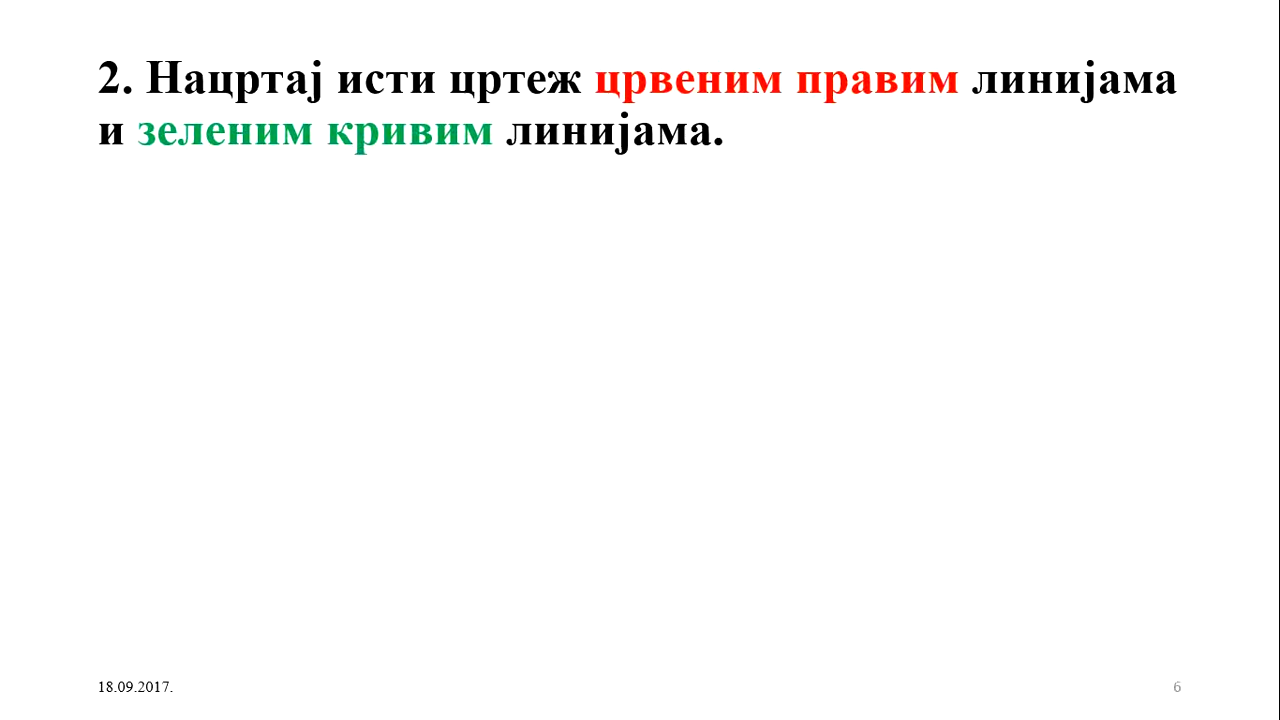 2. Нацртај исти цртеж црвеним правим линијама
и зеленим кривим линијама.
18.09.2017.
6